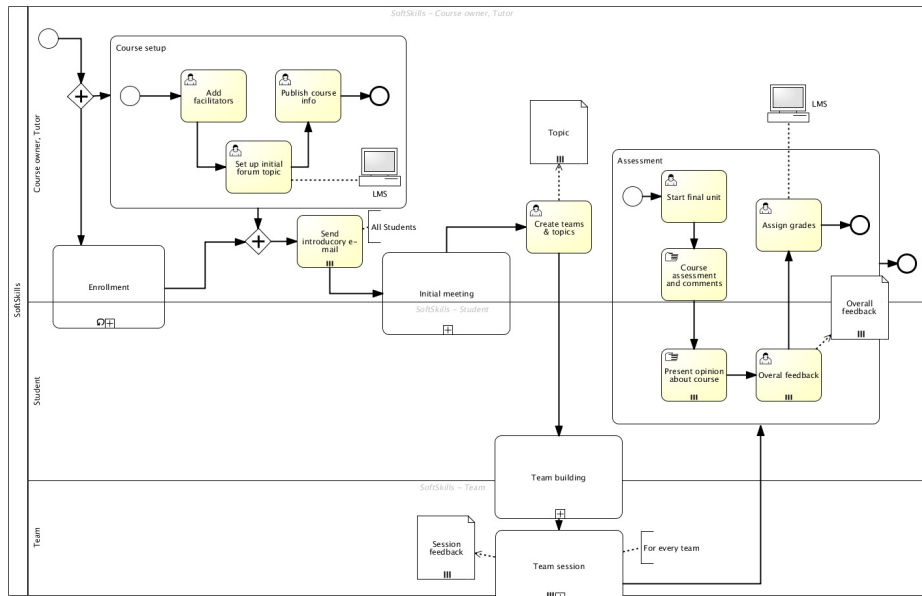 SoftSkills – Course owner, Tutor
Course setup
Add
facilitators
Publish course
info
Set up initial
forum topic
LMS
Course owner, Tutor
Topic
LMS
Assessment
Start final unit
Send
introducory e-
mail
All Students
Create teams
& topics
Assign grades
Enrollment
Initial meeting
Course
assessment
and comments
Overall
feedback
SoftSkills – Student
SoftSkills
Student
Present opinion
about course
Overal feedback
Team building
SoftSkills – Team
Team
Session
feedback
Team session
For every team